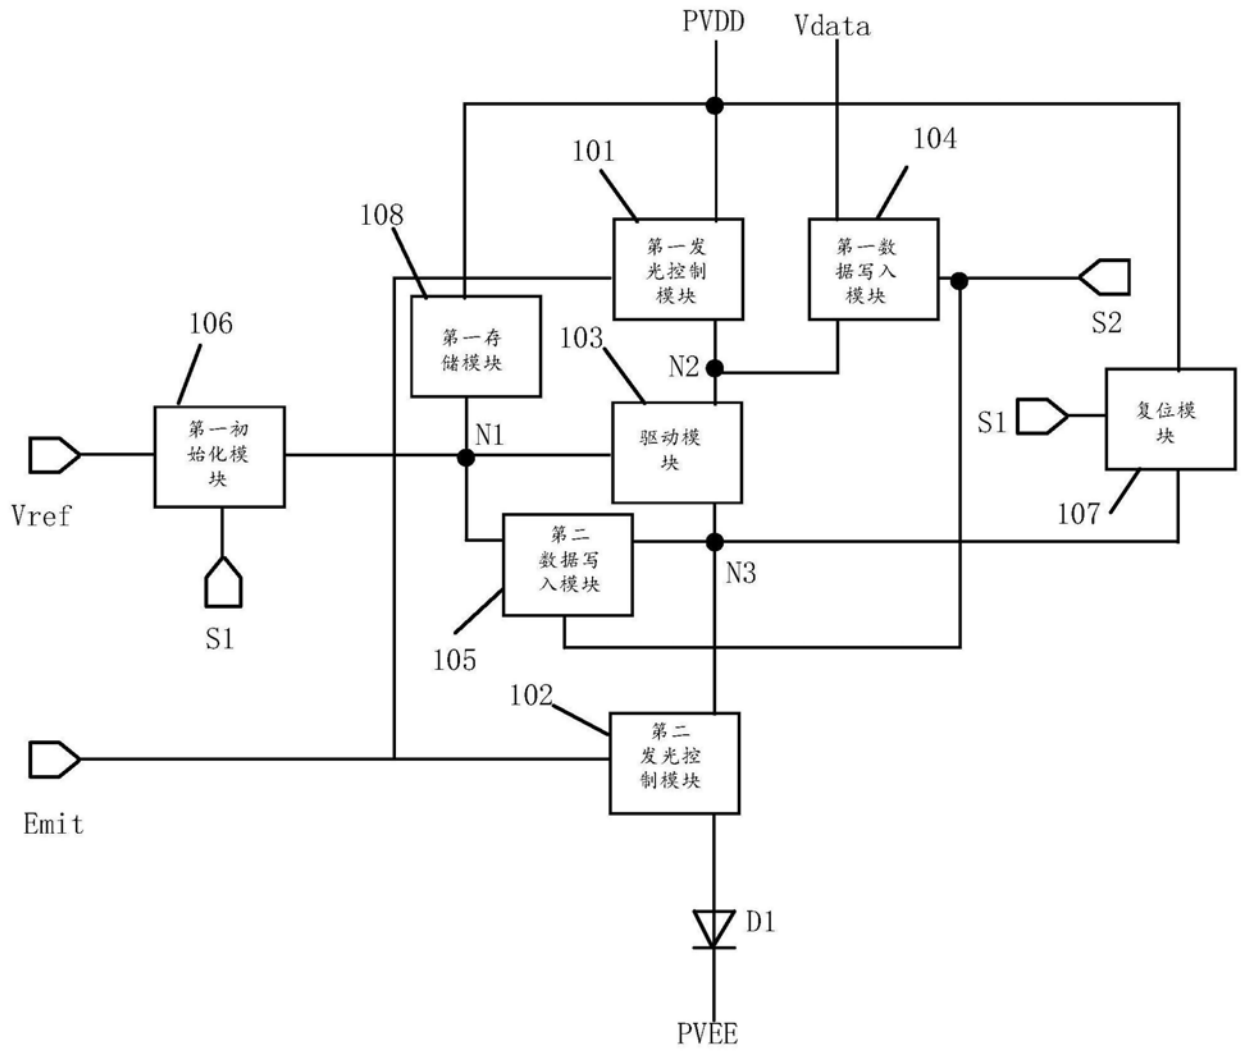 PVDD
Vdata
101
104
108
第一发
光控制
模块
第一数
据写入
模块
S2
106
103
第一存
储模块
N2
第一初
始化模
块
N1
驱动模
块
S1
复位模
块
Vref
107
第二
数据写
入模块
N3
S1
105
102
第二
发光控
制模块
Emit
D1
PVEE